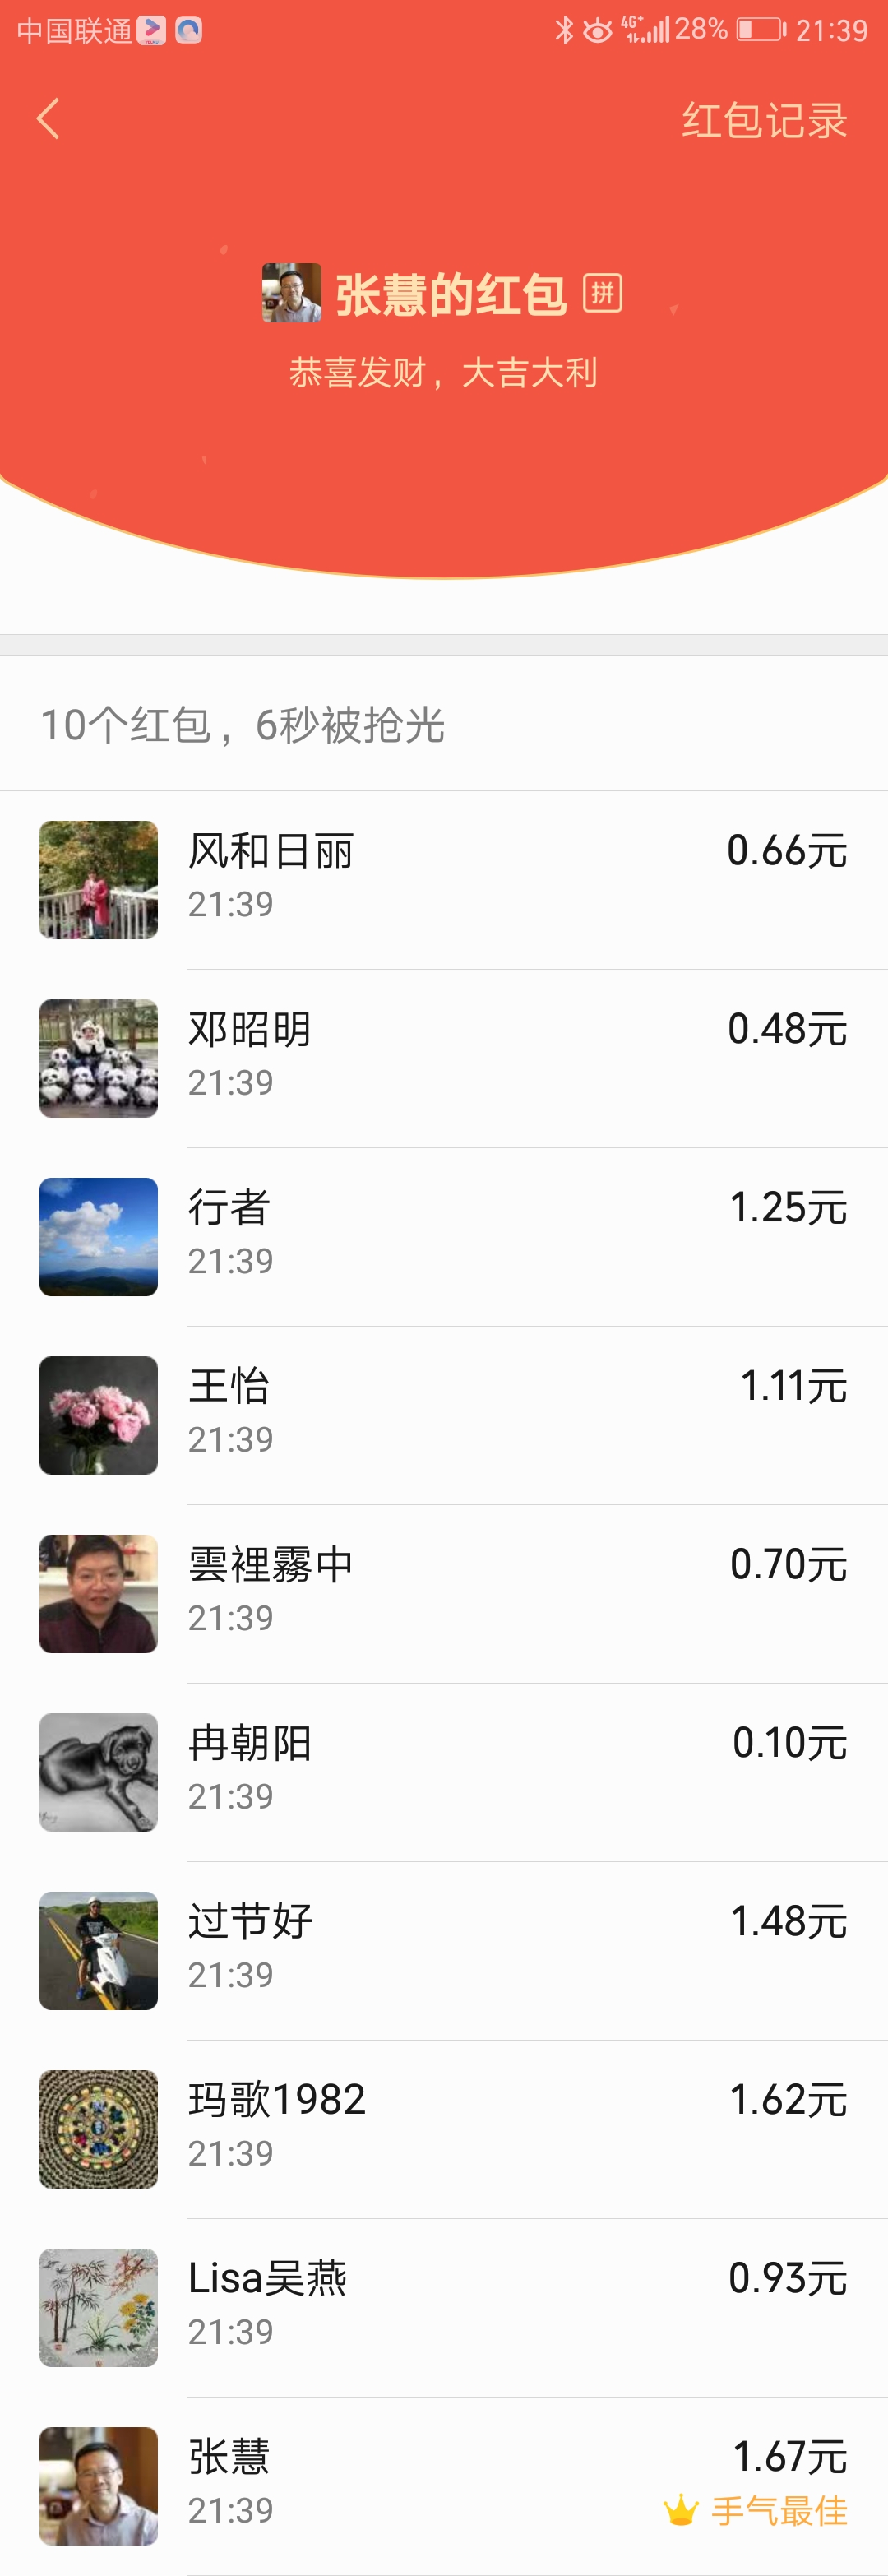 中国联通 4G+ 28% 21:39
红包记录
张慧的红包 拼
恭喜发财，大吉大利
10个红包，6秒被抢光
风和日丽 0.66元
21:39
邓昭明 0.48元
21:39
行者 1.25元
21:39
王怡 1.11元
21:39
雲裡霧中 0.70元
21:39
冉朝阳 0.10元
21:39
过节好 1.48元
21:39
玛歌1982 1.62元
21:39
Lisa吴燕 0.93元
21:39
张慧 1.67元
21:39 手气最佳